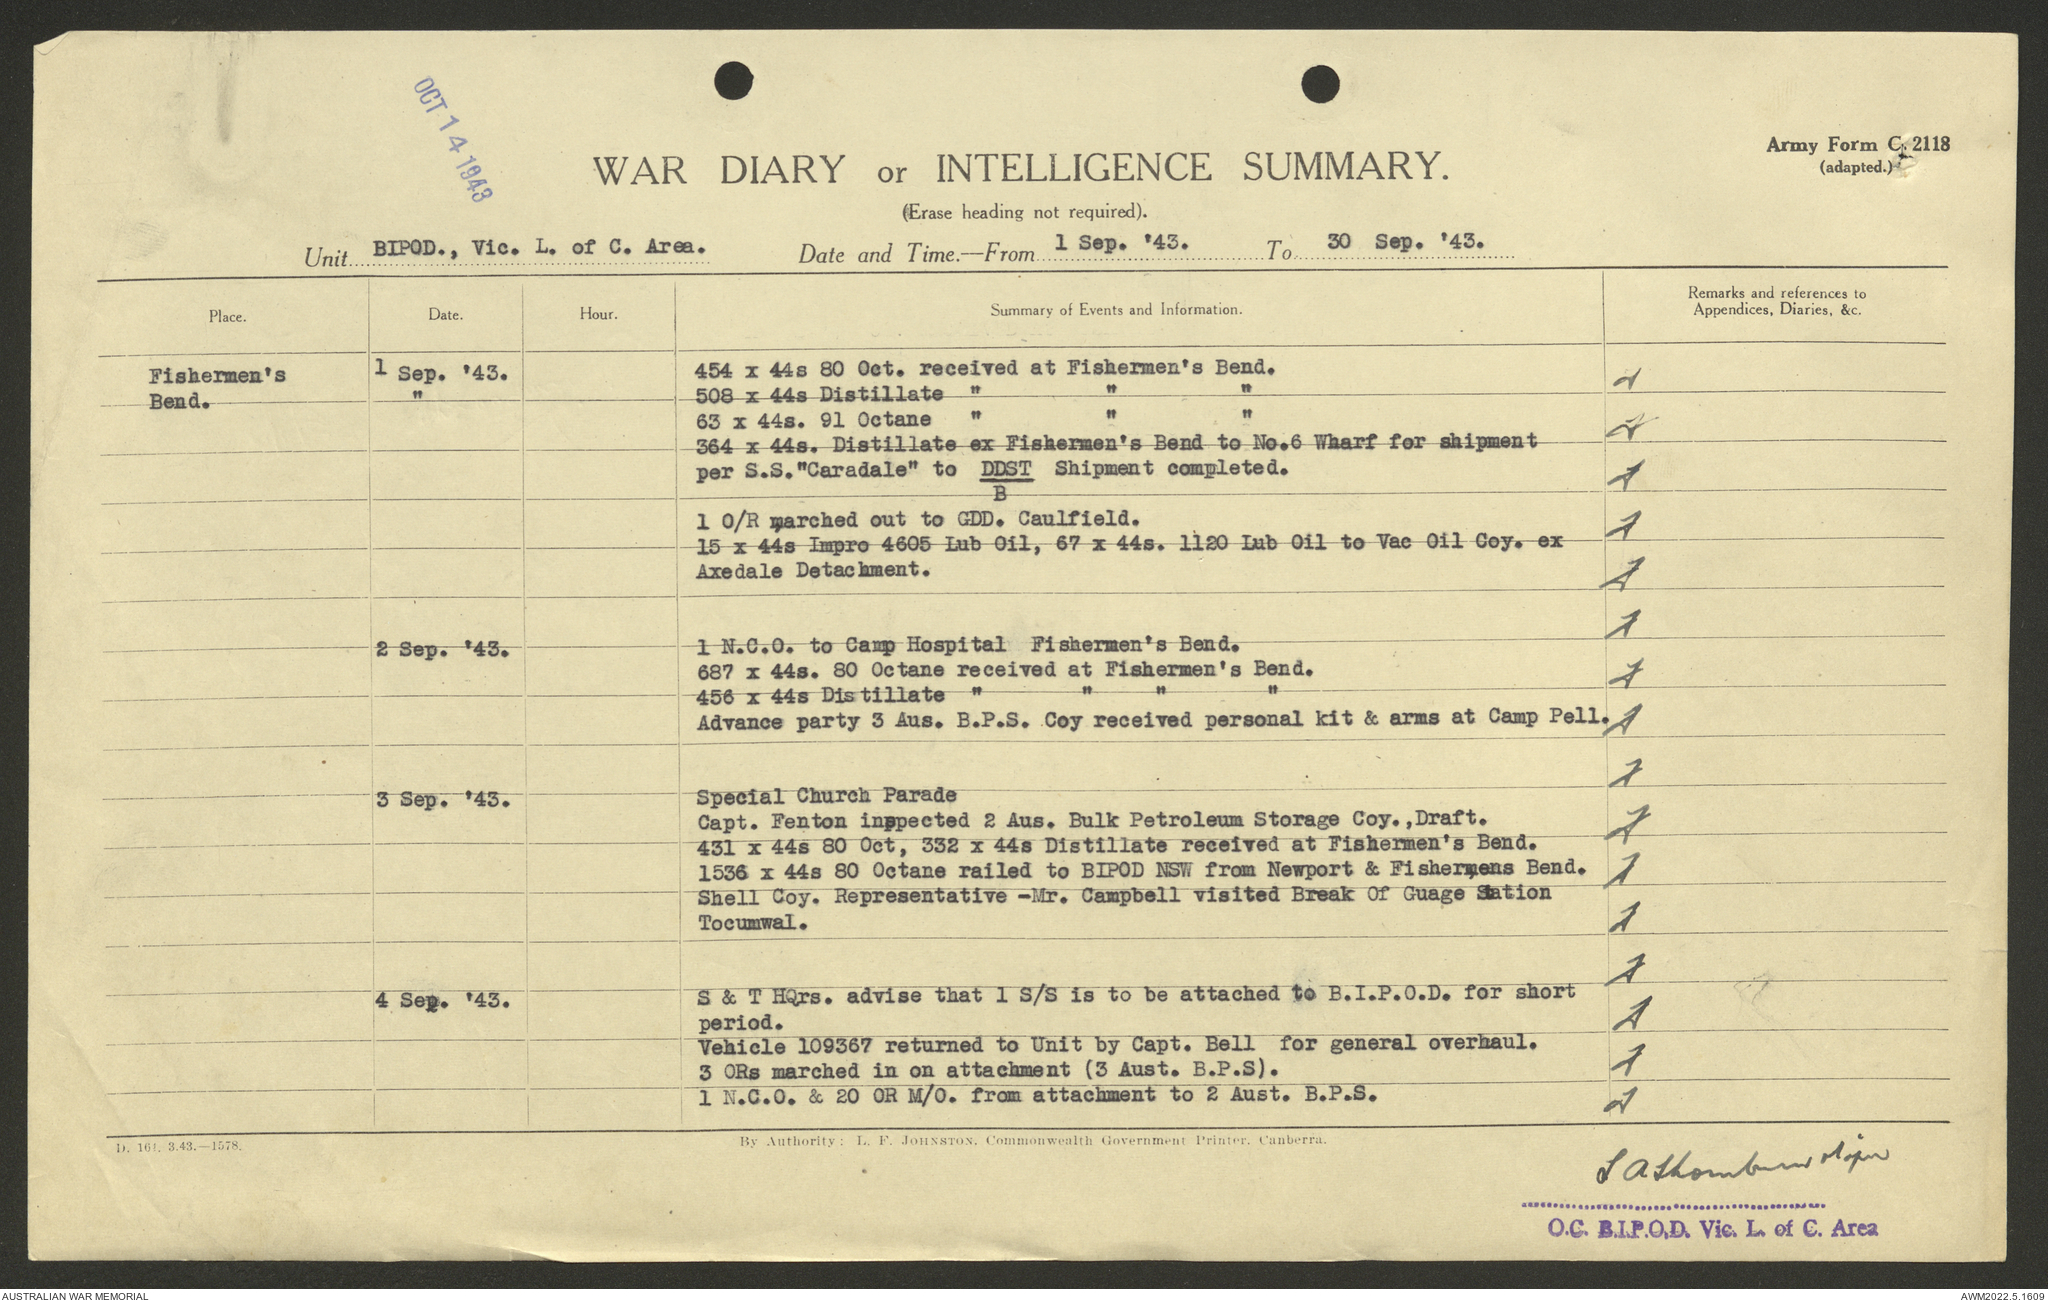 OCT 14 1943
Army Form C. 2118
(adapted.)
WAR DIARY or INTELLIGENCE SUMMARY.
(Erase heading not required).
Unit BIPOD., Vic. L. of C. Area. Date and Time.—From 1 Sep. '43. To 30 Sep. '43.
Place. Date. Hour. Summary of Events and Information. Remarks and references to
Appendices, Diaries, &c.
Fishermen's 1 Sep. '43. 454 x 44s 80 Oct. received at Fishermen's Bend.
Bend. " 508 x 44s Distillate " " "
63 x 44s. 91 Octane " " "
364 x 44s. Distillate ex Fishermen's Bend to No.6 Wharf for shipment
per S.S."Caradale" to DDST Shipment completed.
B
1 O/R marched out to GDD. Caulfield.
15 x 44s Impro 4605 Lub Oil, 67 x 44s. 1120 Lub Oil to Vac Oil Coy. ex
Axedale Detachment.
2 Sep. '43. 1 N.C.O. to Camp Hospital Fishermen's Bend.
687 x 44s. 80 Octane received at Fishermen's Bend.
456 x 44s Distillate " " " "
Advance party 3 Aus. B.P.S. Coy received personal kit & arms at Camp Pell.
3 Sep. '43. Special Church Parade
Capt. Fenton inspected 2 Aus. Bulk Petroleum Storage Coy.,Draft.
431 x 44s 80 Oct, 332 x 44s Distillate received at Fishermen's Bend.
1536 x 44s 80 Octane railed to BIPOD NSW from Newport & Fishermens Bend.
Shell Coy. Representative -Mr. Campbell visited Break Of Guage Station
Tocumwal.
4 Sep. '43. S & T HQrs. advise that 1 S/S is to be attached to B.I.P.O.D. for short
period.
Vehicle 109367 returned to Unit by Capt. Bell for general overhaul.
3 ORs marched in on attachment (3 Aust. B.P.S).
1 N.C.O. & 20 OR M/O. from attachment to 2 Aust. B.P.S.
D. 161. 3.43.—1578. By Authority: L. F. JOHNSTON, Commonwealth Government Printer, Canberra.
Major
O.C. B.I.P.O.D. Vic. L. of C. Area
AUSTRALIAN WAR MEMORIAL AWM2022.5.1609